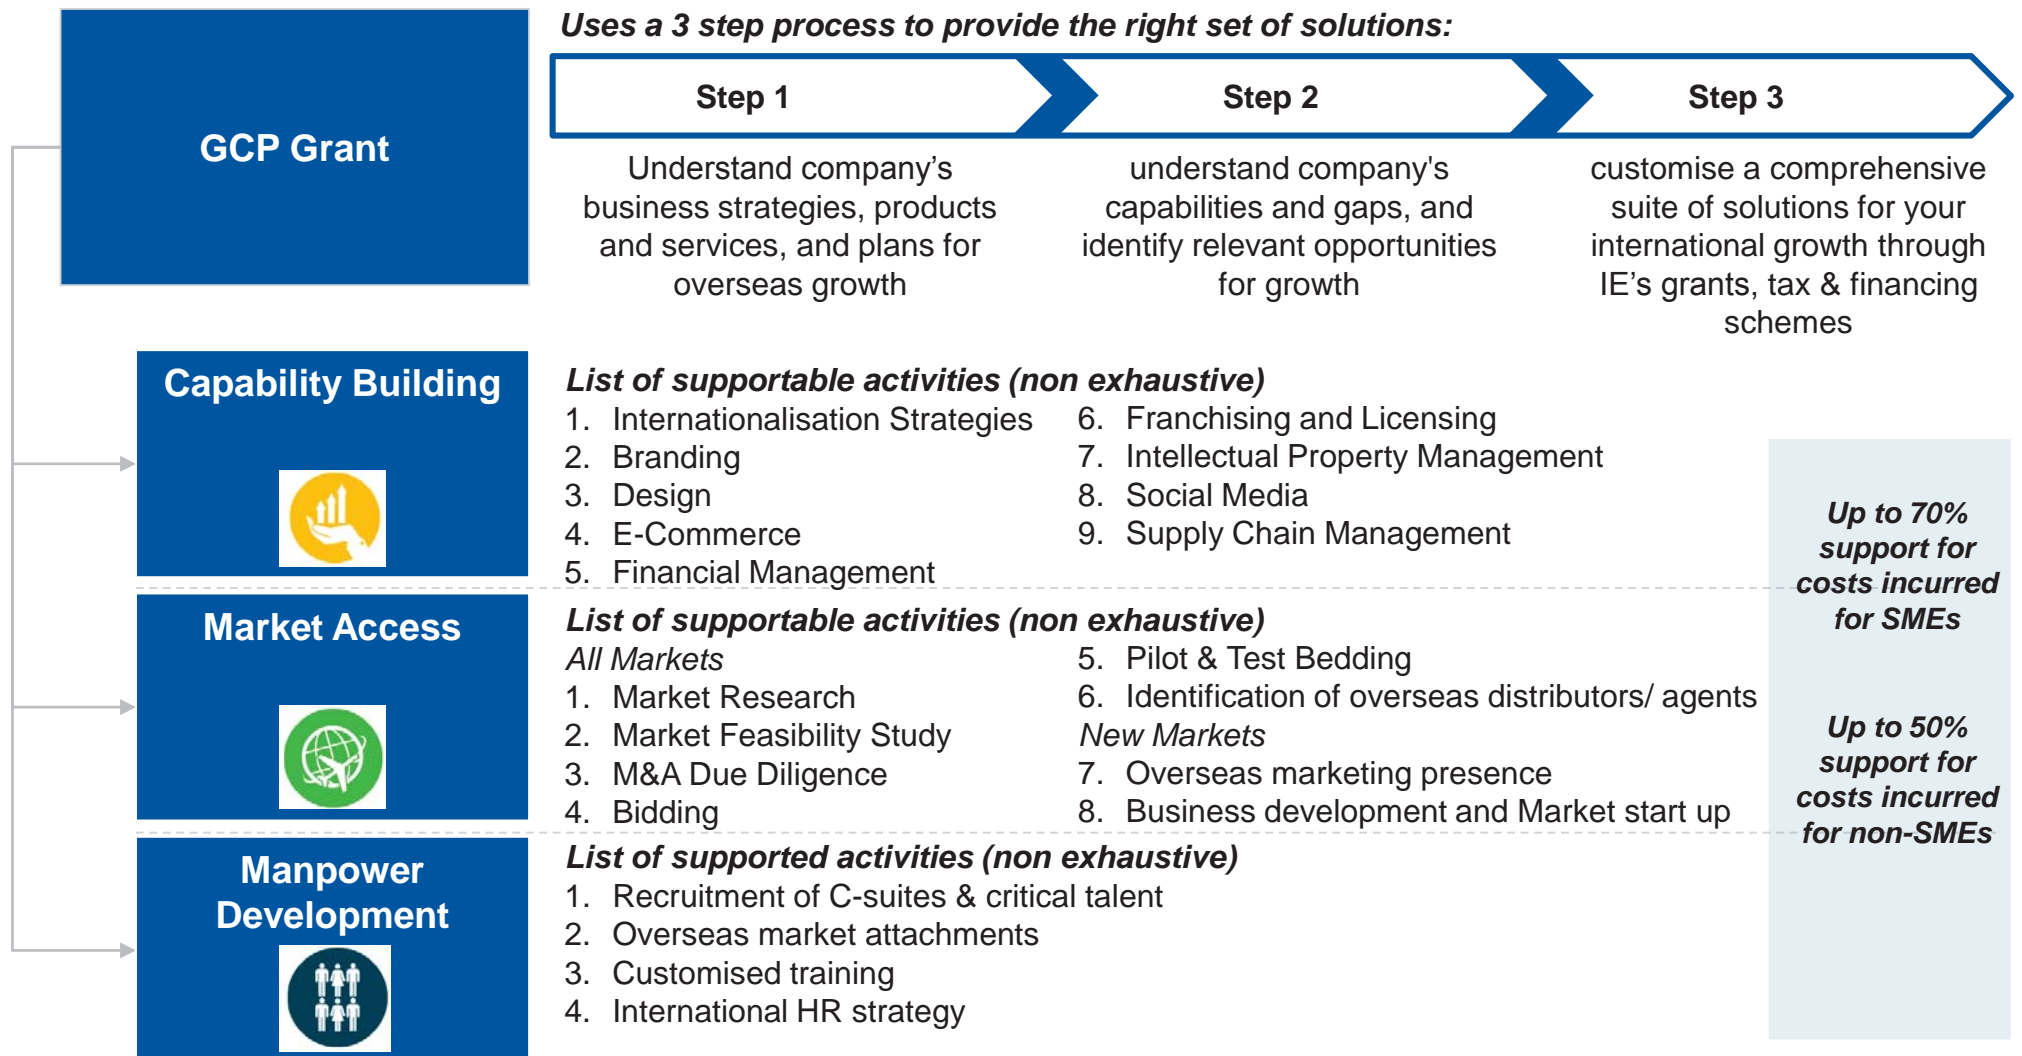 GCP Grant
Uses a 3 step process to provide the right set of solutions:
Step 1
Understand company’s
business strategies, products
and services, and plans for
overseas growth
Step 2
understand company's
capabilities and gaps, and
identify relevant opportunities
for growth
Step 3
customise a comprehensive
suite of solutions for your
international growth through
IE’s grants, tax & financing
schemes
Capability Building
List of supportable activities (non exhaustive)
1. Internationalisation Strategies
2. Branding
3. Design
4. E-Commerce
5. Financial Management
6. Franchising and Licensing
7. Intellectual Property Management
8. Social Media
9. Supply Chain Management
Market Access
List of supportable activities (non exhaustive)
All Markets
1. Market Research
2. Market Feasibility Study
3. M&A Due Diligence
4. Bidding
5. Pilot & Test Bedding
6. Identification of overseas distributors/ agents
New Markets
7. Overseas marketing presence
8. Business development and Market start up
Manpower
Development
List of supported activities (non exhaustive)
1. Recruitment of C-suites & critical talent
2. Overseas market attachments
3. Customised training
4. International HR strategy
Up to 70%
support for
costs incurred
for SMEs
Up to 50%
support for
costs incurred
for non-SMEs